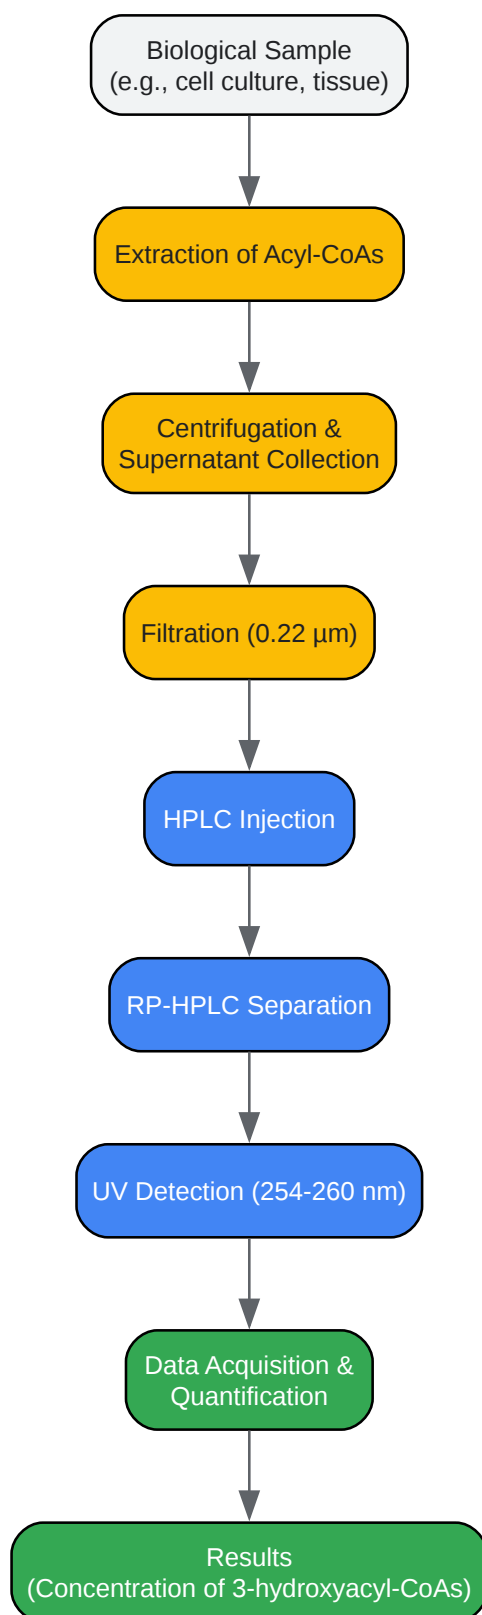 Biological Sample
(e.g., cell culture, tissue)
Extraction of Acyl-CoAs
Centrifugation &
Supernatant Collection
Filtration (0.22 µm)
HPLC Injection
RP-HPLC Separation
UV Detection (254-260 nm)
Data Acquisition &
Quantification
Results
(Concentration of 3-hydroxyacyl-CoAs)